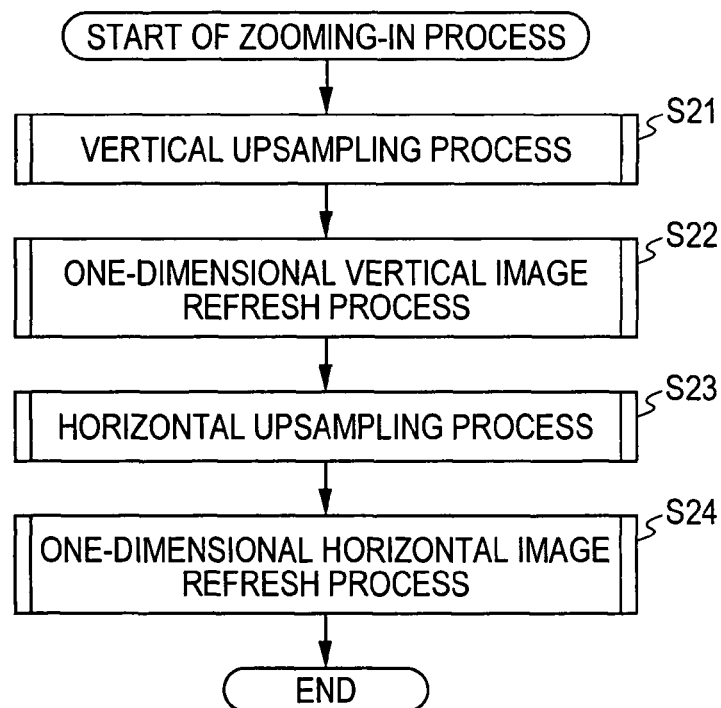 START OF ZOOMING-IN PROCESS
S21
VERTICAL UPSAMPLING PROCESS
S22
ONE-DIMENSIONAL VERTICAL IMAGE
REFRESH PROCESS
S23
HORIZONTAL UPSAMPLING PROCESS
S24
ONE-DIMENSIONAL HORIZONTAL IMAGE
REFRESH PROCESS
END